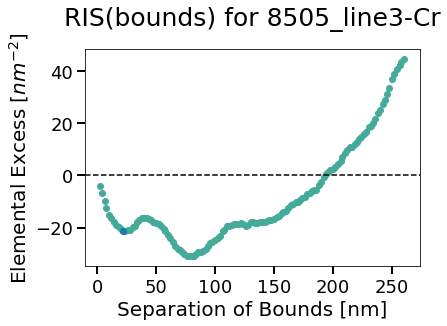 RIS(bounds) for 8505_line3-Cr
Elemental Excess [nm⁻²]
40
20
0
−20
0 50 100 150 200 250
Separation of Bounds [nm]